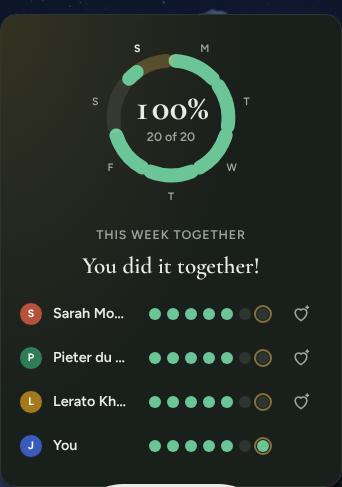 S
M
S
T
100%
20 of 20
F
W
T
THIS WEEK TOGETHER
You did it together!
S Sarah Mo...
P Pieter du ...
L Lerato Kh...
J You